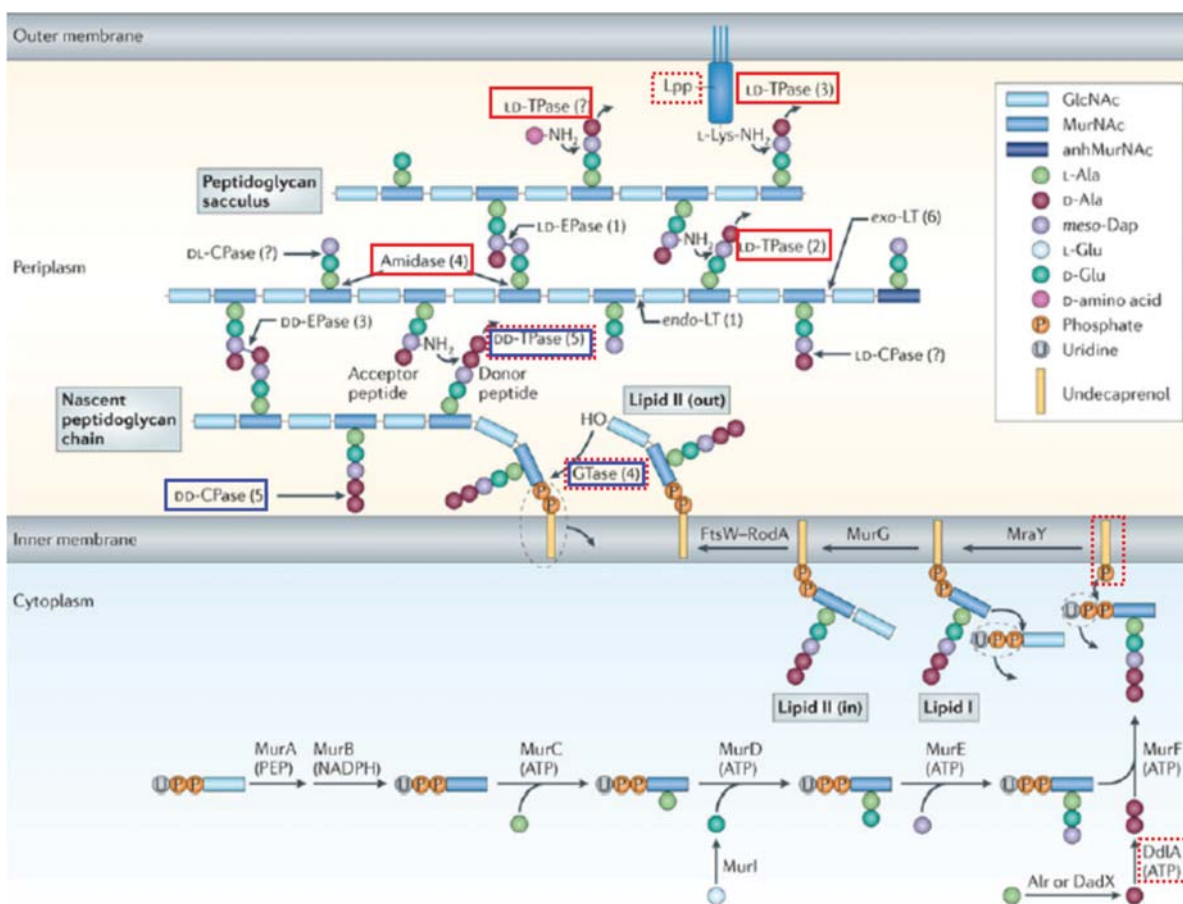 Outer membrane
Lpp
LD-TPase (?)
LD-TPase (3)
NH2
L-Lys-NH2
GlcNAc
MurNAc
anhMurNAc
L-Ala
D-Ala
meso-Dap
L-Glu
D-Glu
D-amino acid
P Phosphate
U Uridine
Undecaprenol
Peptidoglycan
sacculus
LD-EPase (1)
exo-LT (6)
DL-CPase (?)
NH2
LD-TPase (2)
Periplasm
Amidase (4)
endo-LT (1)
DD-EPase (3)
NH2
DD-TPase (5)
LD-CPase (?)
Acceptor
peptide
Donor
peptide
Nascent
peptidoglycan
chain
Lipid II (out)
HO
GTase (4)
DD-CPase (5
P
P
P
P
Inner membrane
FtsW–RodA
MurG
MraY
Cytoplasm
P
P
P
P
P
U P P
U P P
Lipid II (in)
Lipid I
MurA
(PEP)
MurB
(NADPH)
MurC
(ATP)
MurD
(ATP)
MurE
(ATP)
MurF
(ATP)
U P P
U P P
U P P
U P P
U P P
MurI
DdlA
(ATP)
Alr or DadX